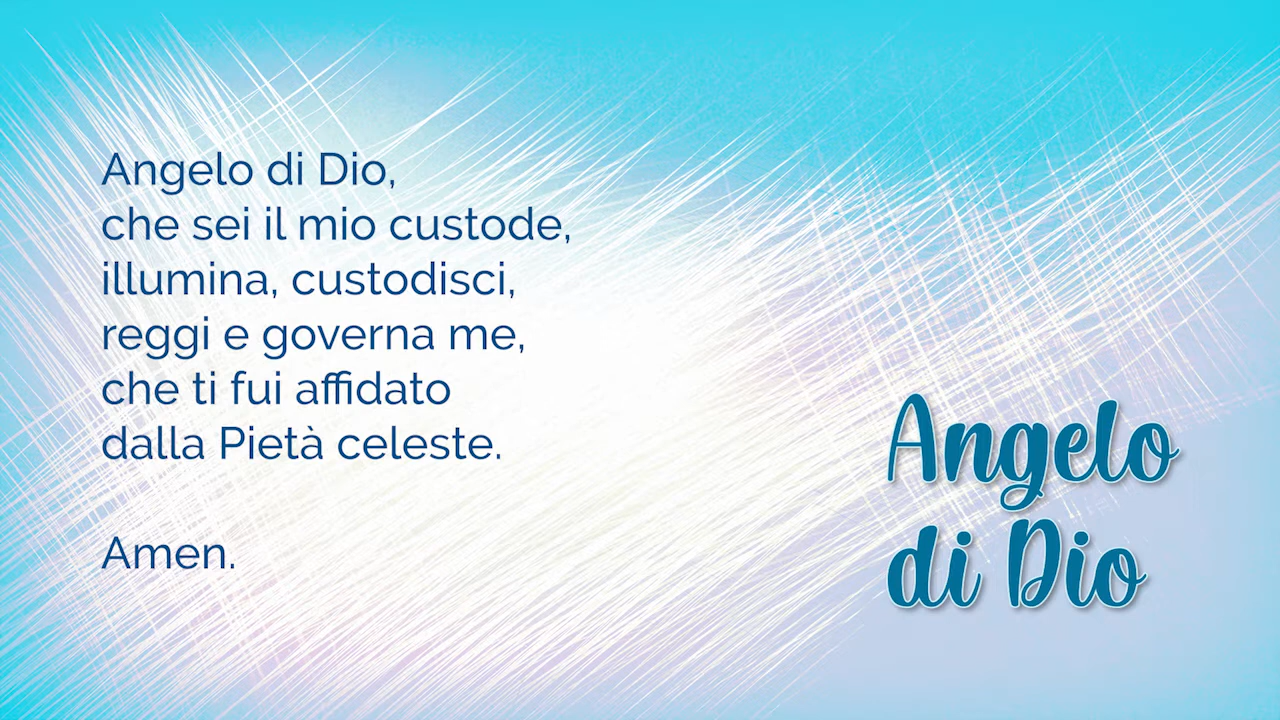 Angelo di Dio,
che sei il mio custode,
illumina, custodisci,
reggi e governa me,
che ti fui affidato
dalla Pietà celeste.
Amen.
Angelo
di Dio